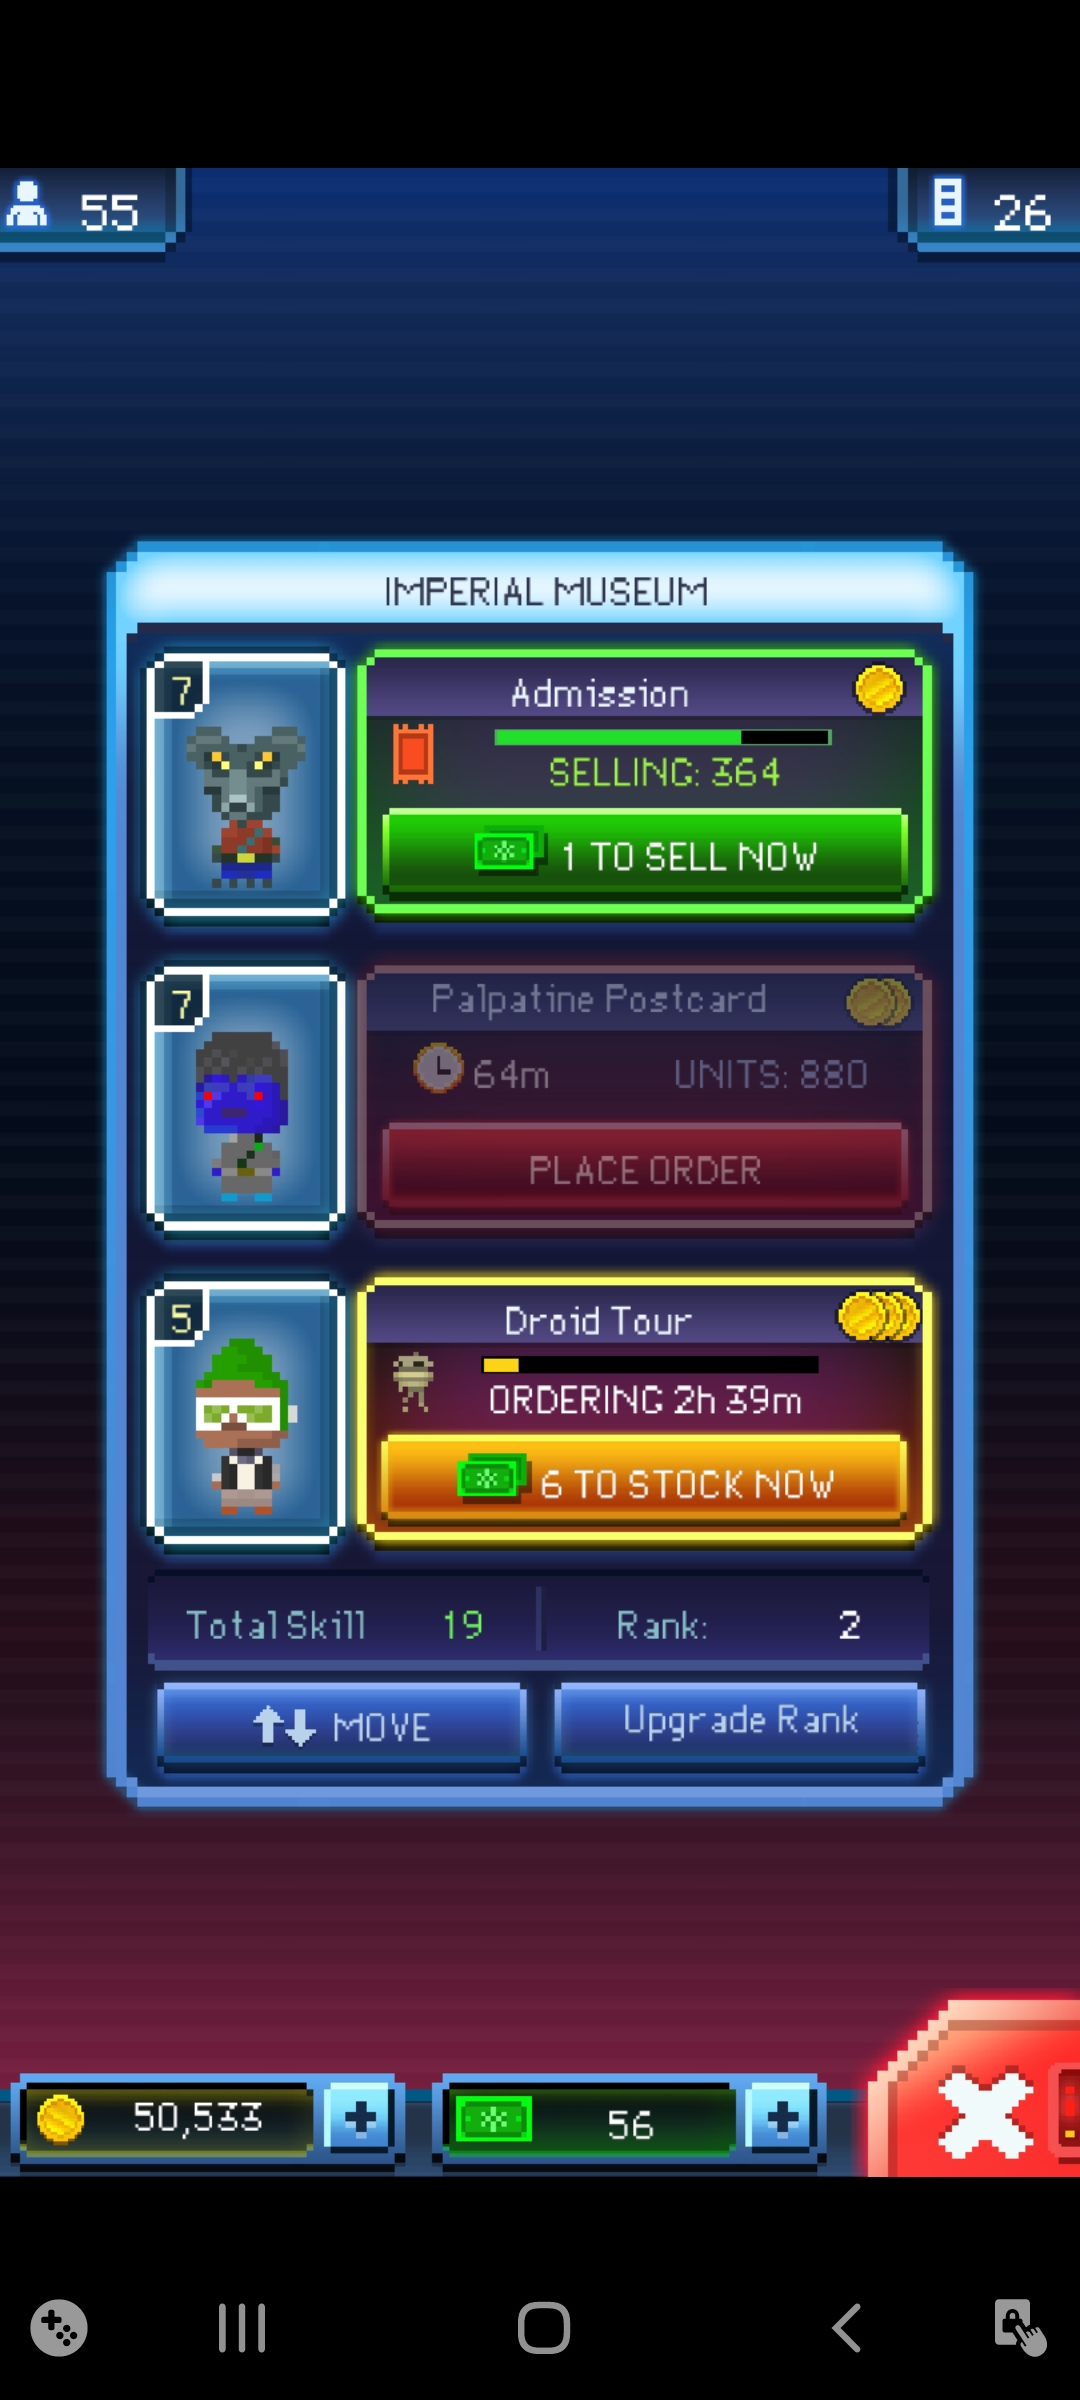 55
26
IMPERIAL MUSEUM
7
Admission
SELLING: 364
1 TO SELL NOW
7
Palpatine Postcard
64m UNITS: 880
PLACE ORDER
5
Droid Tour
ORDERING 2h 39m
6 TO STOCK NOW
Total Skill 19 Rank: 2
MOVE Upgrade Rank
50,533 56